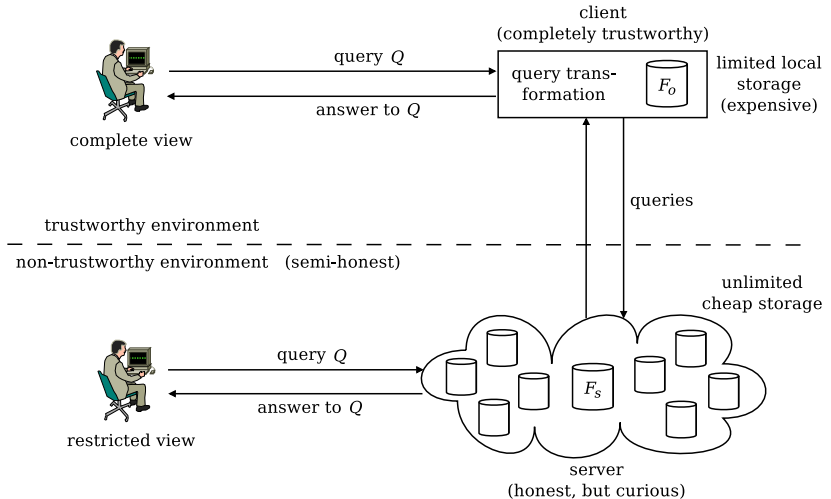 client
(completely trustworthy)
query Q
answer to Q
complete view
query trans-
formation
Fo
limited local
storage
(expensive)
queries
trustworthy environment
non-trustworthy environment (semi-honest)
unlimited
cheap storage
query Q
answer to Q
restricted view
Fs
server
(honest, but curious)